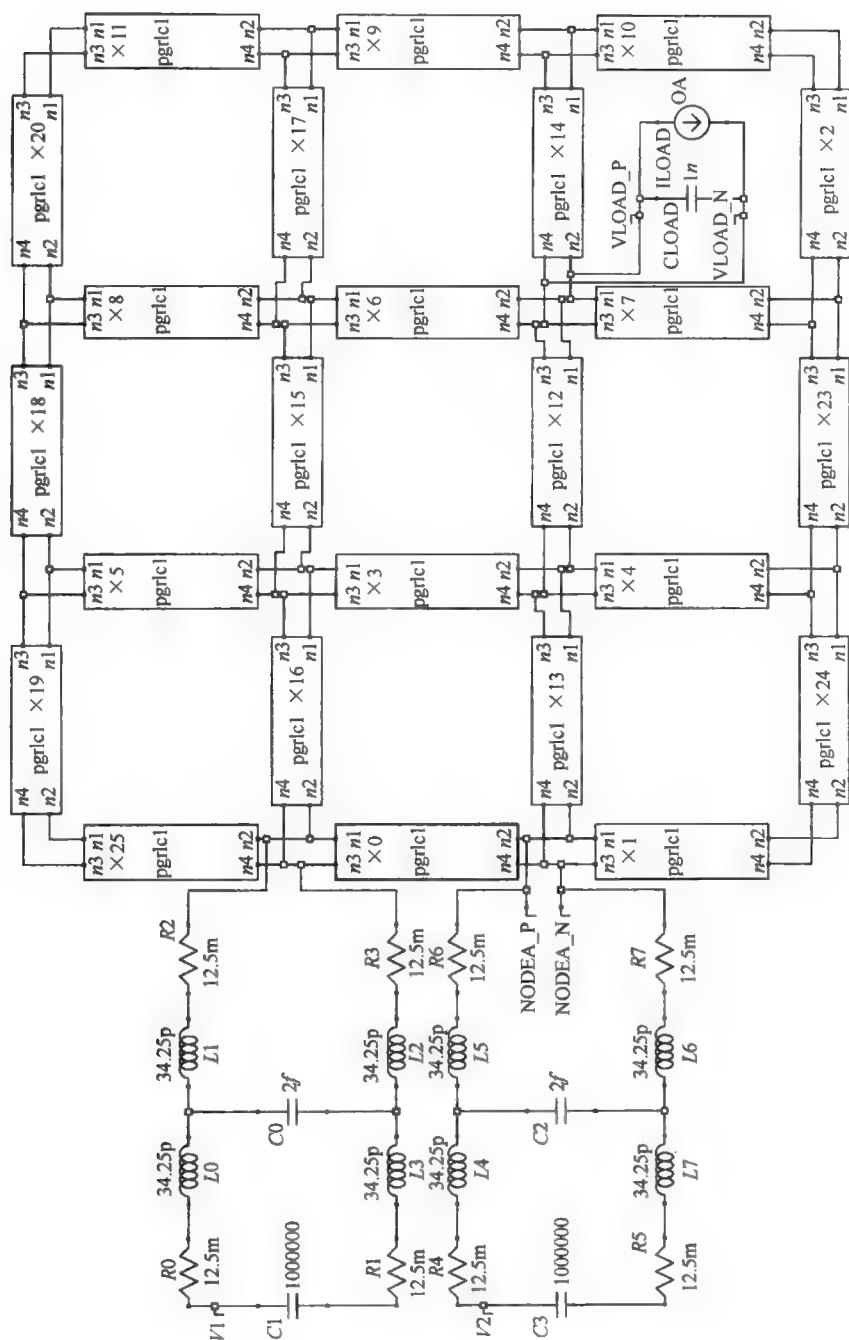 n4 n3
pgrlc1 ×19
n2 n1
n4 n3
pgrlc1 ×18
n2 n1
n4 n3
pgrlc1 ×20
n2 n1
n3 n1
×25
pgrlc1
n4 n2
n3 n1
×5
pgrlc1
n4 n2
n3 n1
×8
pgrlc1
n4 n2
n3 n1
×11
pgrlc1
n4 n2
n4 n3
pgrlc1 ×16
n2 n1
n4 n3
pgrlc1 ×15
n2 n1
n4 n3
pgrlc1 ×17
n2 n1
n3 n1
×0
pgrlc1
n4 n2
n3 n1
×3
pgrlc1
n4 n2
n3 n1
×6
pgrlc1
n4 n2
n3 n1
×9
pgrlc1
n4 n2
n4 n3
pgrlc1 ×13
n2 n1
n4 n3
pgrlc1 ×12
n2 n1
n4 n3
pgrlc1 ×14
n2 n1
n3 n1
×1
pgrlc1
n4 n2
n3 n1
×4
pgrlc1
n4 n2
n3 n1
×7
pgrlc1
n4 n2
n3 n1
×10
pgrlc1
n4 n2
n4 n3
pgrlc1 ×24
n2 n1
n4 n3
pgrlc1 ×23
n2 n1
n4 n3
pgrlc1 ×2
n2 n1
VLOAD_P
CLOAD
1n
ILOAD
OA
VLOAD_N
V1
R0
12.5m
34.25p
L0
34.25p
L1
R2
12.5m
C1
1000000
C0
2f
R1
12.5m
34.25p
L3
34.25p
L2
R3
12.5m
V2
R4
12.5m
34.25p
L4
34.25p
L5
R6
12.5m
NODEA_P
NODEA_N
C3
1000000
C2
2f
R5
12.5m
34.25p
L7
34.25p
L6
R7
12.5m